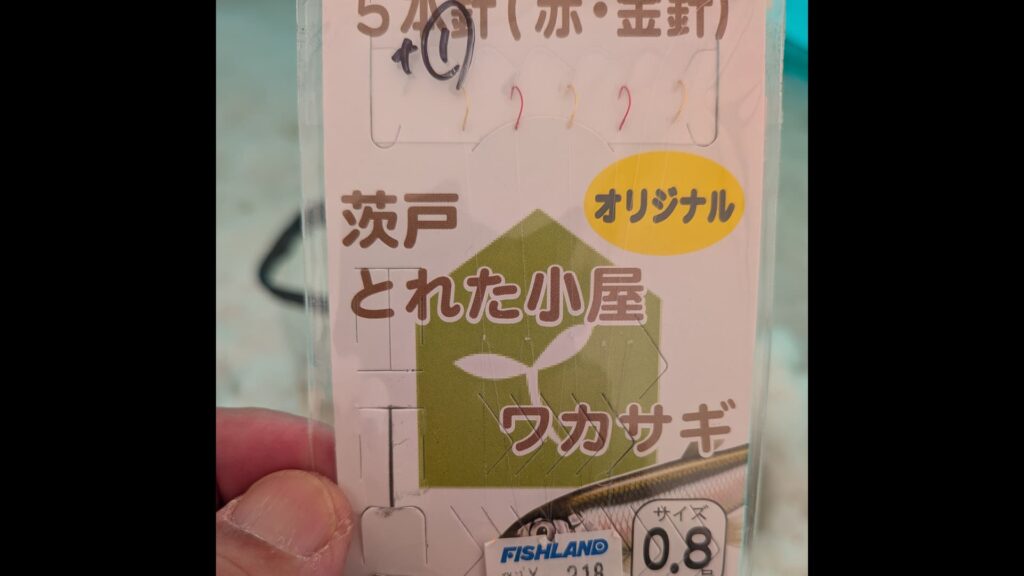 5本針(赤・金針)
+①
オリジナル
茨戸
とれた小屋
ワカサギ
サイズ
0.8
FISHLAND
218